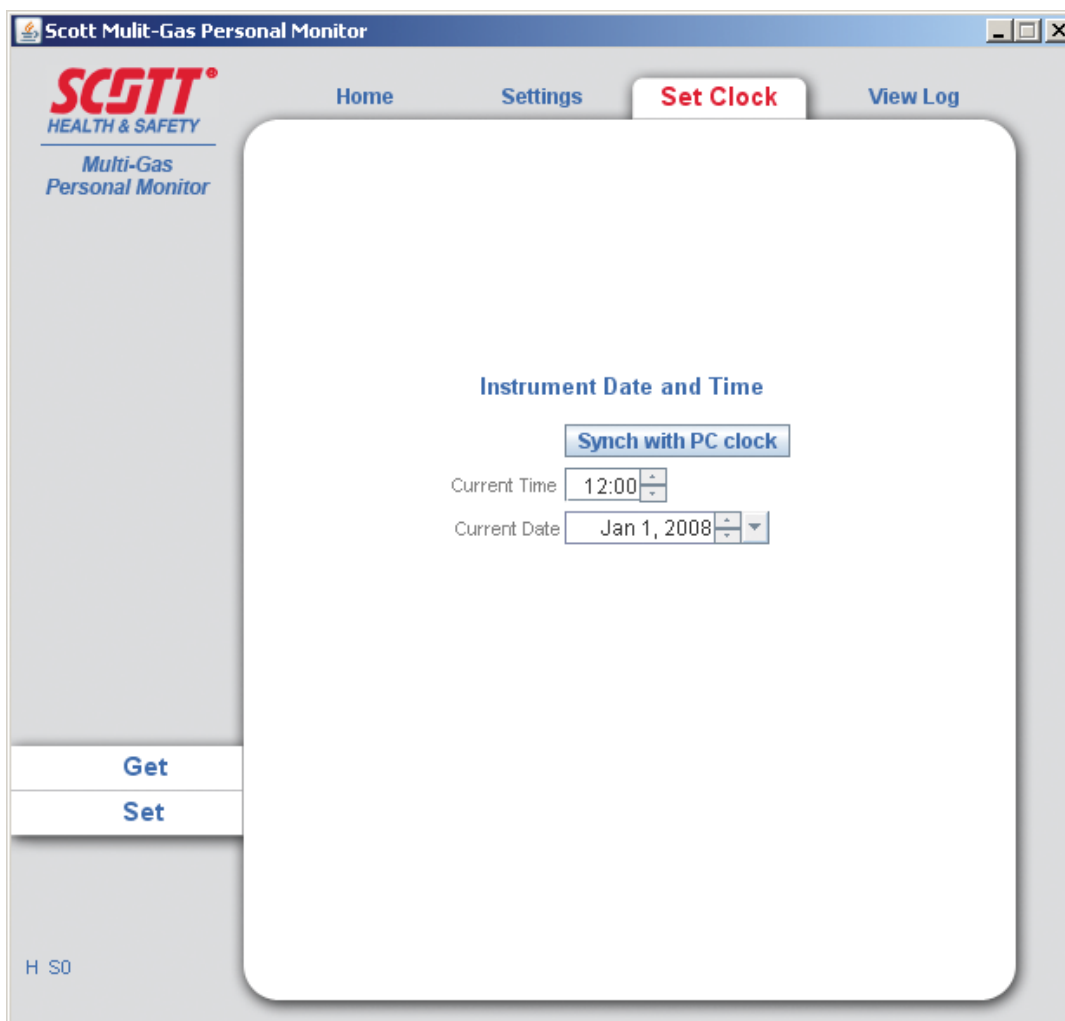 Scott Mulit-Gas Personal Monitor
SCOTT®
HEALTH & SAFETY
Multi-Gas
Personal Monitor
Home Settings Set Clock View Log
Instrument Date and Time
Synch with PC clock
Current Time 12:00
Current Date Jan 1, 2008
Get
Set
H S0